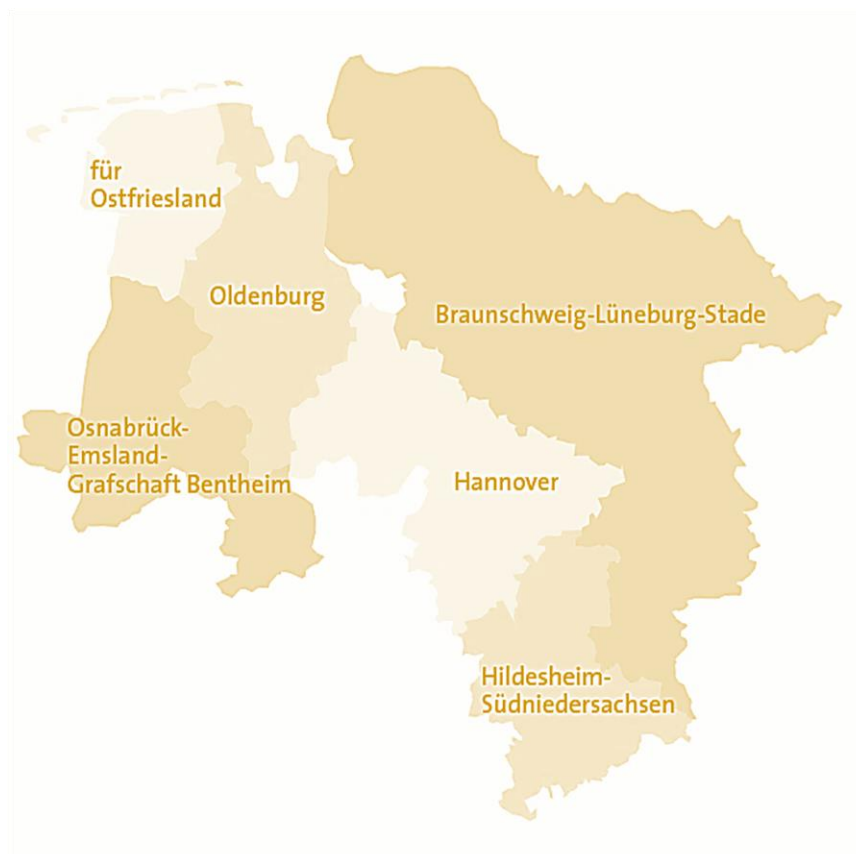 für
Ostfriesland
Oldenburg
Braunschweig-Lüneburg-Stade
Osnabrück-
Emsland-
Grafschaft Bentheim
Hannover
Hildesheim-
Südniedersachsen